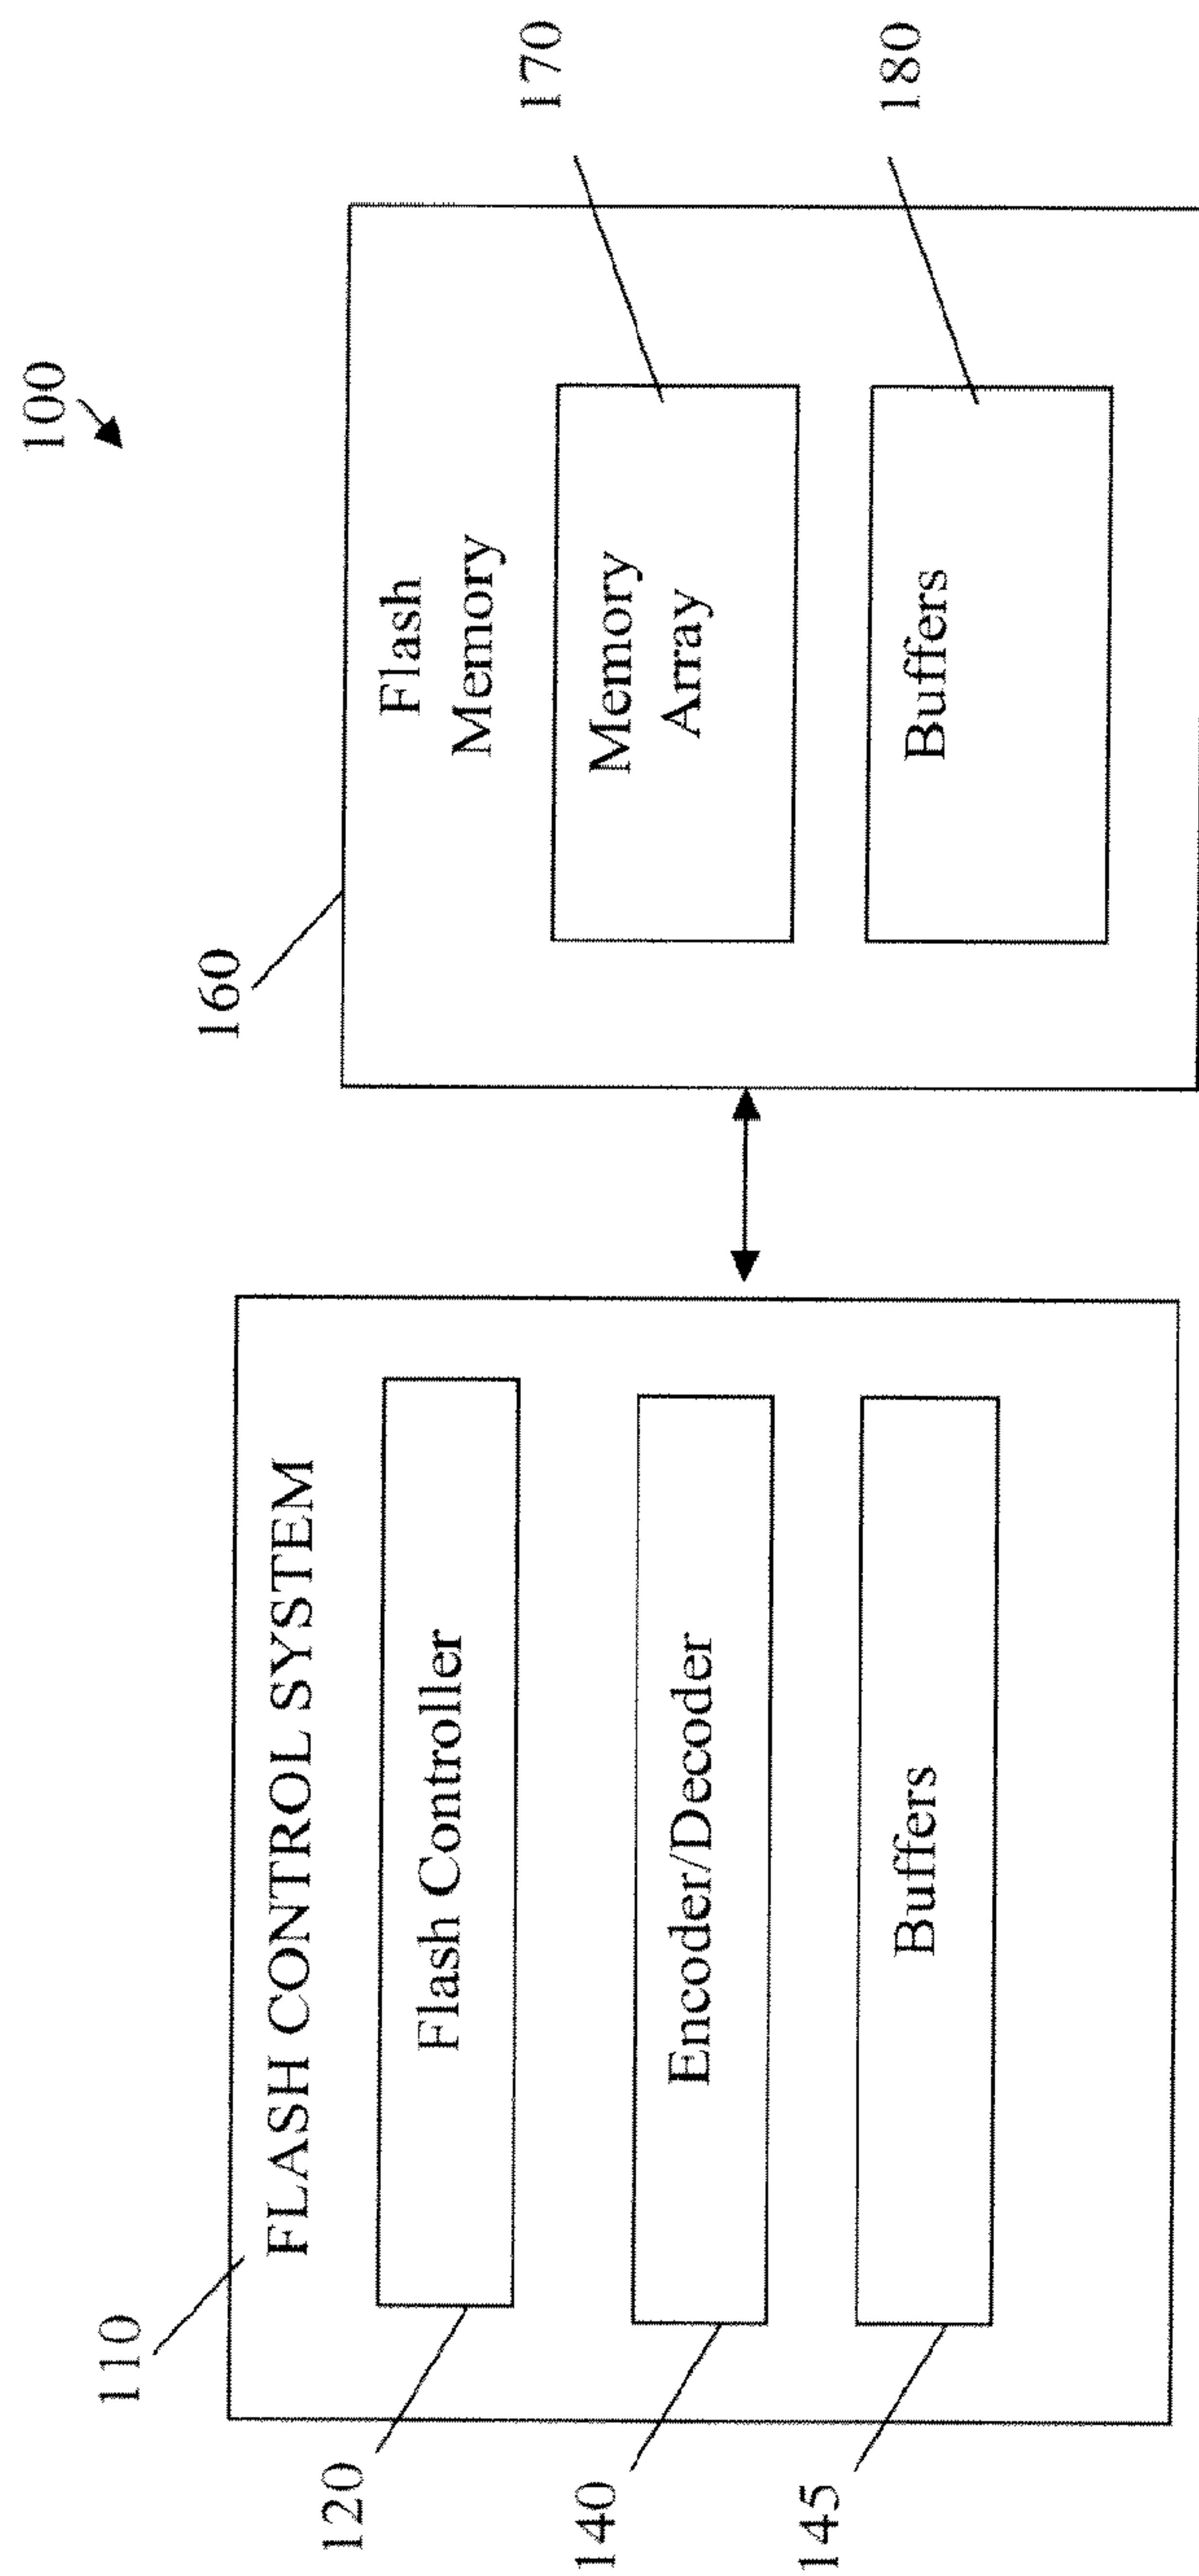 100
110
FLASH CONTROL SYSTEM
120
Flash Controller
140
Encoder/Decoder
145
Buffers
160
Flash
Memory
170
Memory
Array
180
Buffers